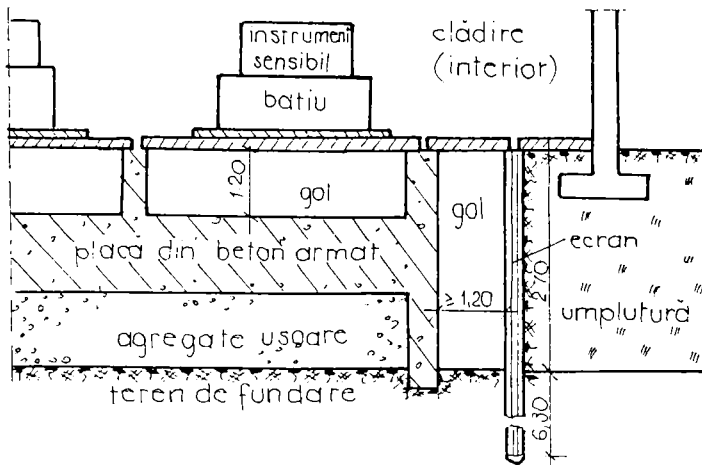 instrument
sensibil
batiu
clădire
(interior)
1.20
gol
gol
placa din beton armat
ecran
2.70
≥ 1.20
umplutură
agregate ușoare
teren de fundare
6.30